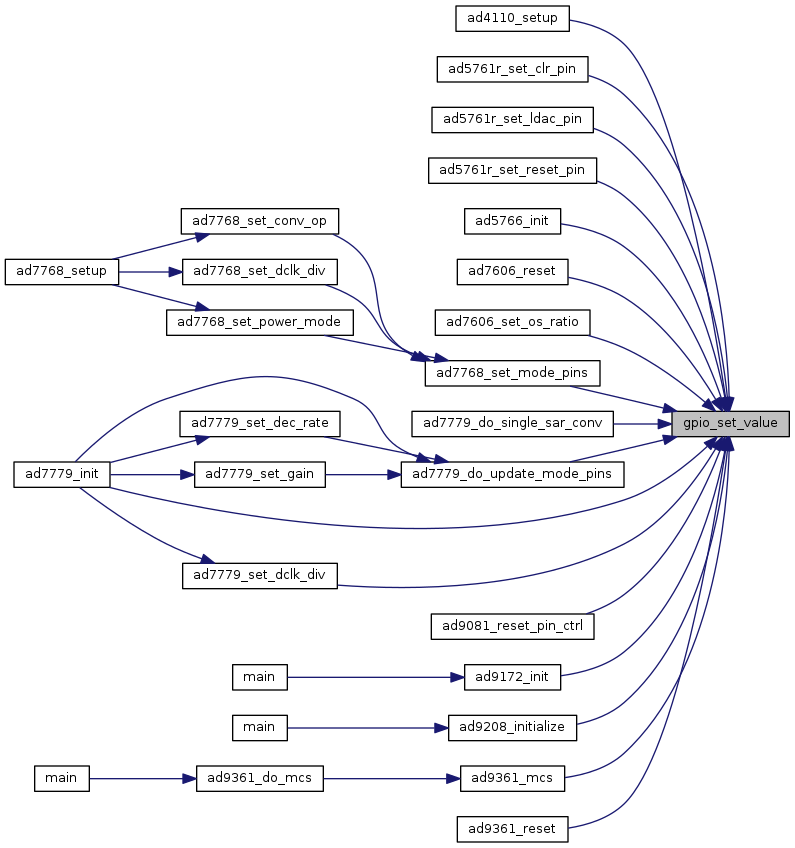 ad4110_setup
ad5761r_set_clr_pin
ad5761r_set_ldac_pin
ad5761r_set_reset_pin
ad7768_set_conv_op
ad5766_init
ad7768_setup
ad7768_set_dclk_div
ad7606_reset
ad7768_set_power_mode
ad7606_set_os_ratio
ad7768_set_mode_pins
ad7779_set_dec_rate
ad7779_do_single_sar_conv
gpio_set_value
ad7779_init
ad7779_set_gain
ad7779_do_update_mode_pins
ad7779_set_dclk_div
ad9081_reset_pin_ctrl
main
ad9172_init
main
ad9208_initialize
main
ad9361_do_mcs
ad9361_mcs
ad9361_reset